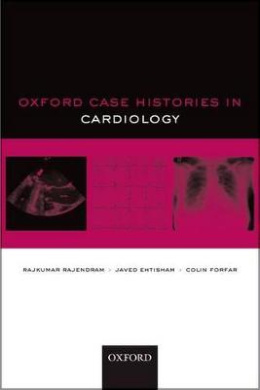 OXFORD CASE HISTORIES IN
CARDIOLOGY
RAJKUMAR RAJENDRAM · JAVED EHTISHAM · COLIN FORFAR
OXFORD